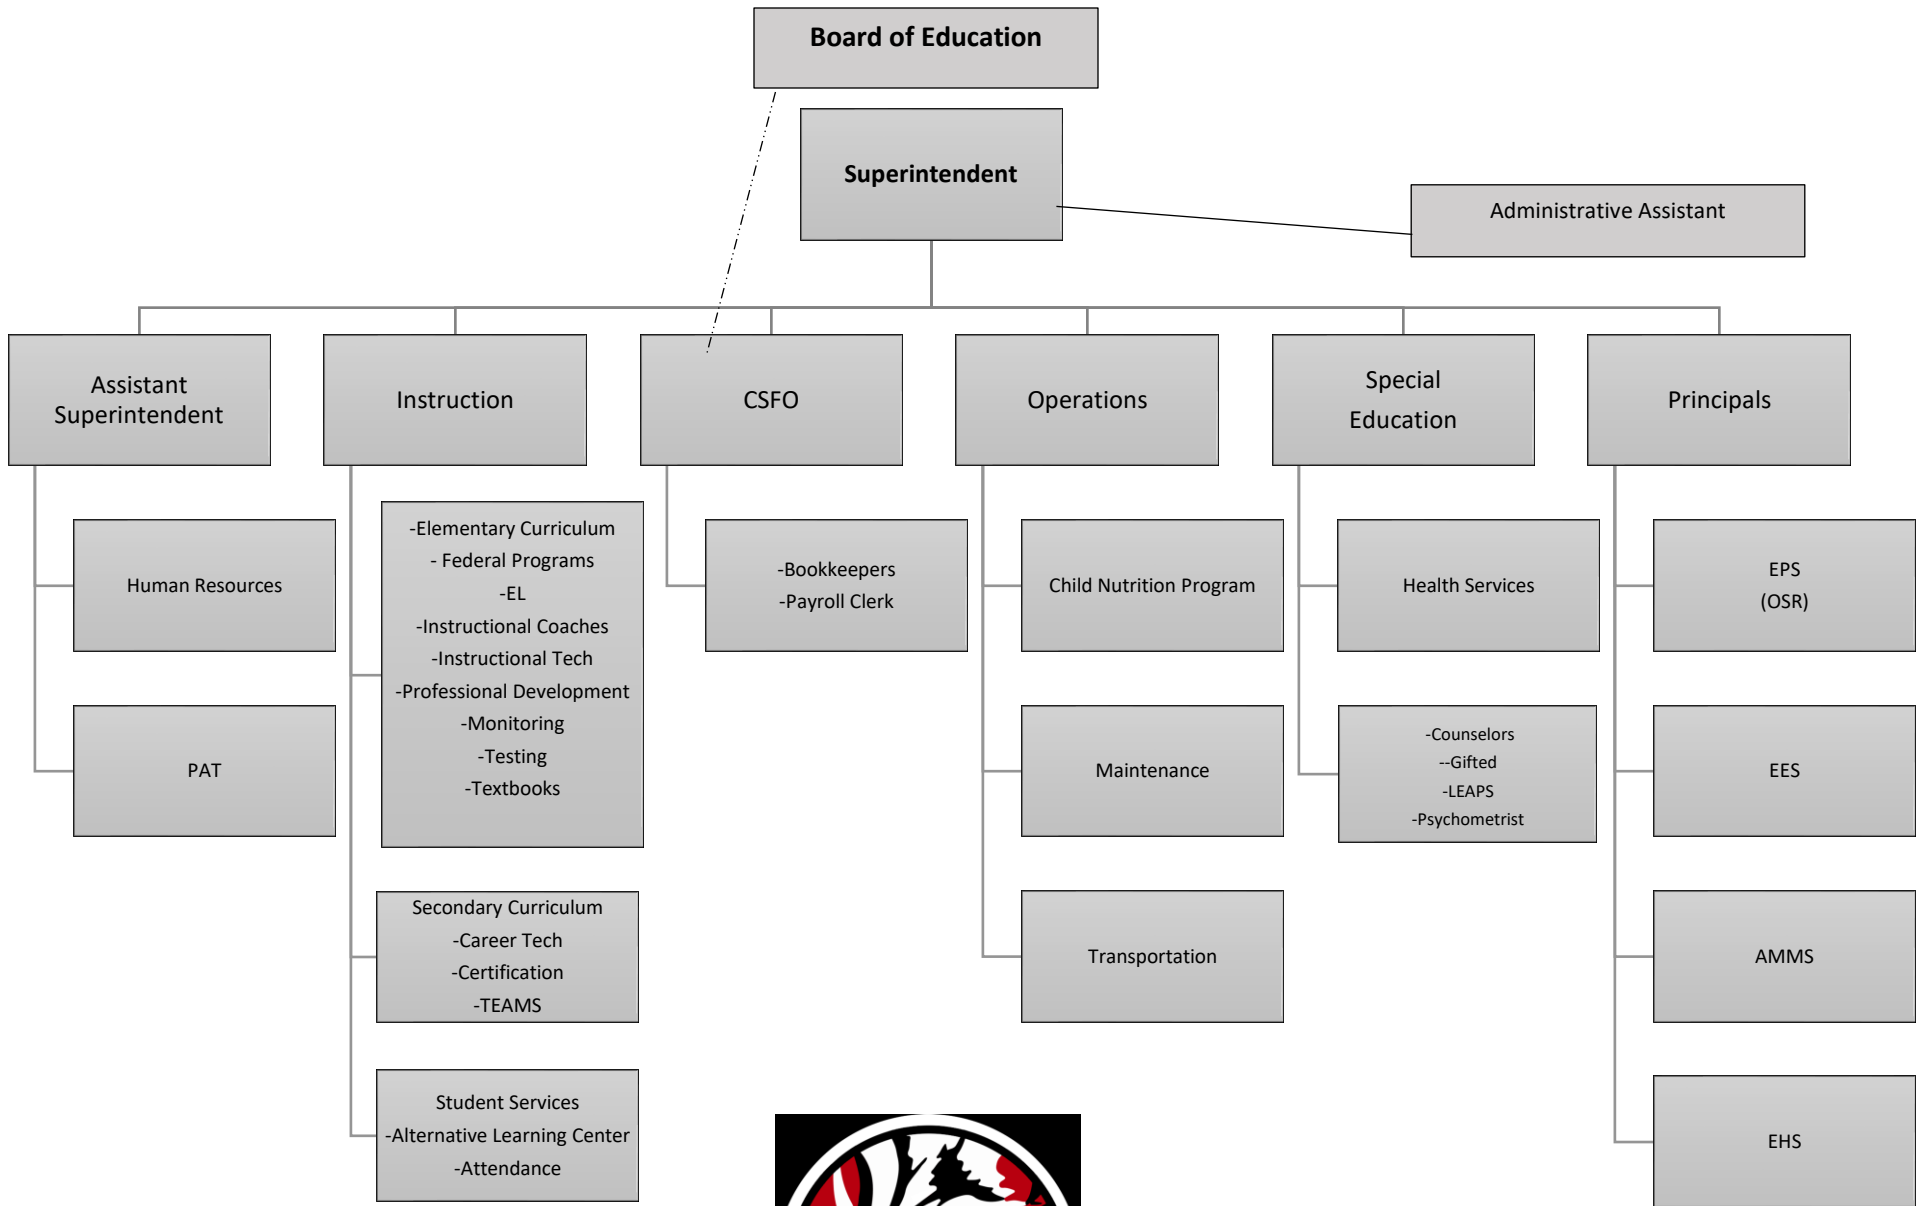 Board of Education
Superintendent
Administrative Assistant
Assistant
Superintendent
Instruction
CSFO
Operations
Special
Education
Principals
Human Resources
PAT
-Elementary Curriculum
- Federal Programs
-EL
-Instructional Coaches
-Instructional Tech
-Professional Development
-Monitoring
-Testing
-Textbooks
Secondary Curriculum
-Career Tech
-Certification
-TEAMS
Student Services
-Alternative Learning Center
-Attendance
-Bookkeepers
-Payroll Clerk
Child Nutrition Program
Maintenance
Transportation
Health Services
-Counselors
--Gifted
-LEAPS
-Psychometrist
EPS
(OSR)
EES
AMMS
EHS